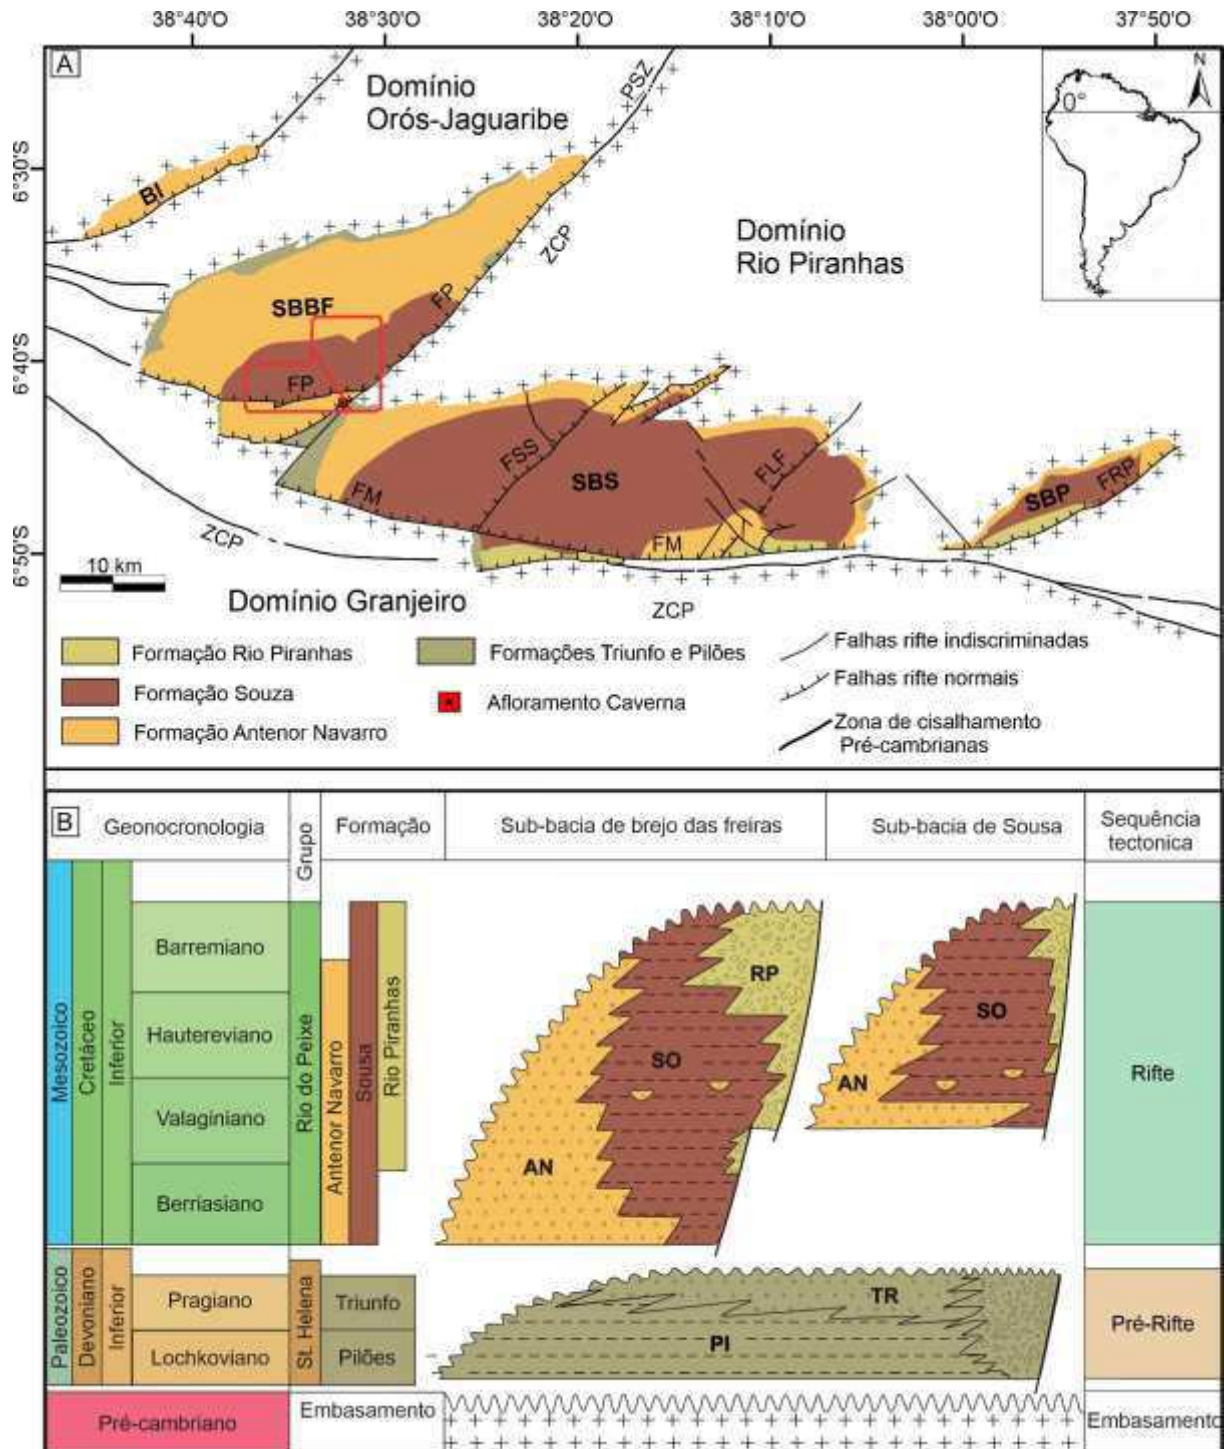 38°40'O 38°30'O 38°20'O 38°10'O 38°00'O 37°50'O
A
Domínio
Orós-Jaguaribe
PSZ
N
0°
6°30'S
BI
ZCP
Domínio
Rio Piranhas
SBBF
FP
6°40'S
FP
FSS
FLF
FM
SBS
SBP
FRP
ZCP
FM
6°50'S
10 km
Domínio Granjeiro
ZCP
Formação Rio Piranhas
Formações Triunfo e Pilões
Falhas rifte indiscriminadas
Formação Souza
Afloramento Caverna
Falhas rifte normais
Formação Antenor Navarro
Zona de cisalhamento
Pré-cambrianas
B
Geonocronologia
Grupo
Formação
Sub-bacia de brejo das freiras
Sub-bacia de Sousa
Sequência
tectonica
Mesozoico
Cretáceo
Inferior
Barremiano
Hautereviano
Valaginiano
Berriasiano
Rio do Peixe
Antenor Navarro
Sousa
Rio Piranhas
RP
SO
AN
SO
AN
Rifte
Paleozoico
Devoniano
Inferior
Pragiano
Lochkoviano
St. Helena
Triunfo
Pilões
TR
PI
Pré-Rifte
Pré-cambriano
Embasamento
Embasamento